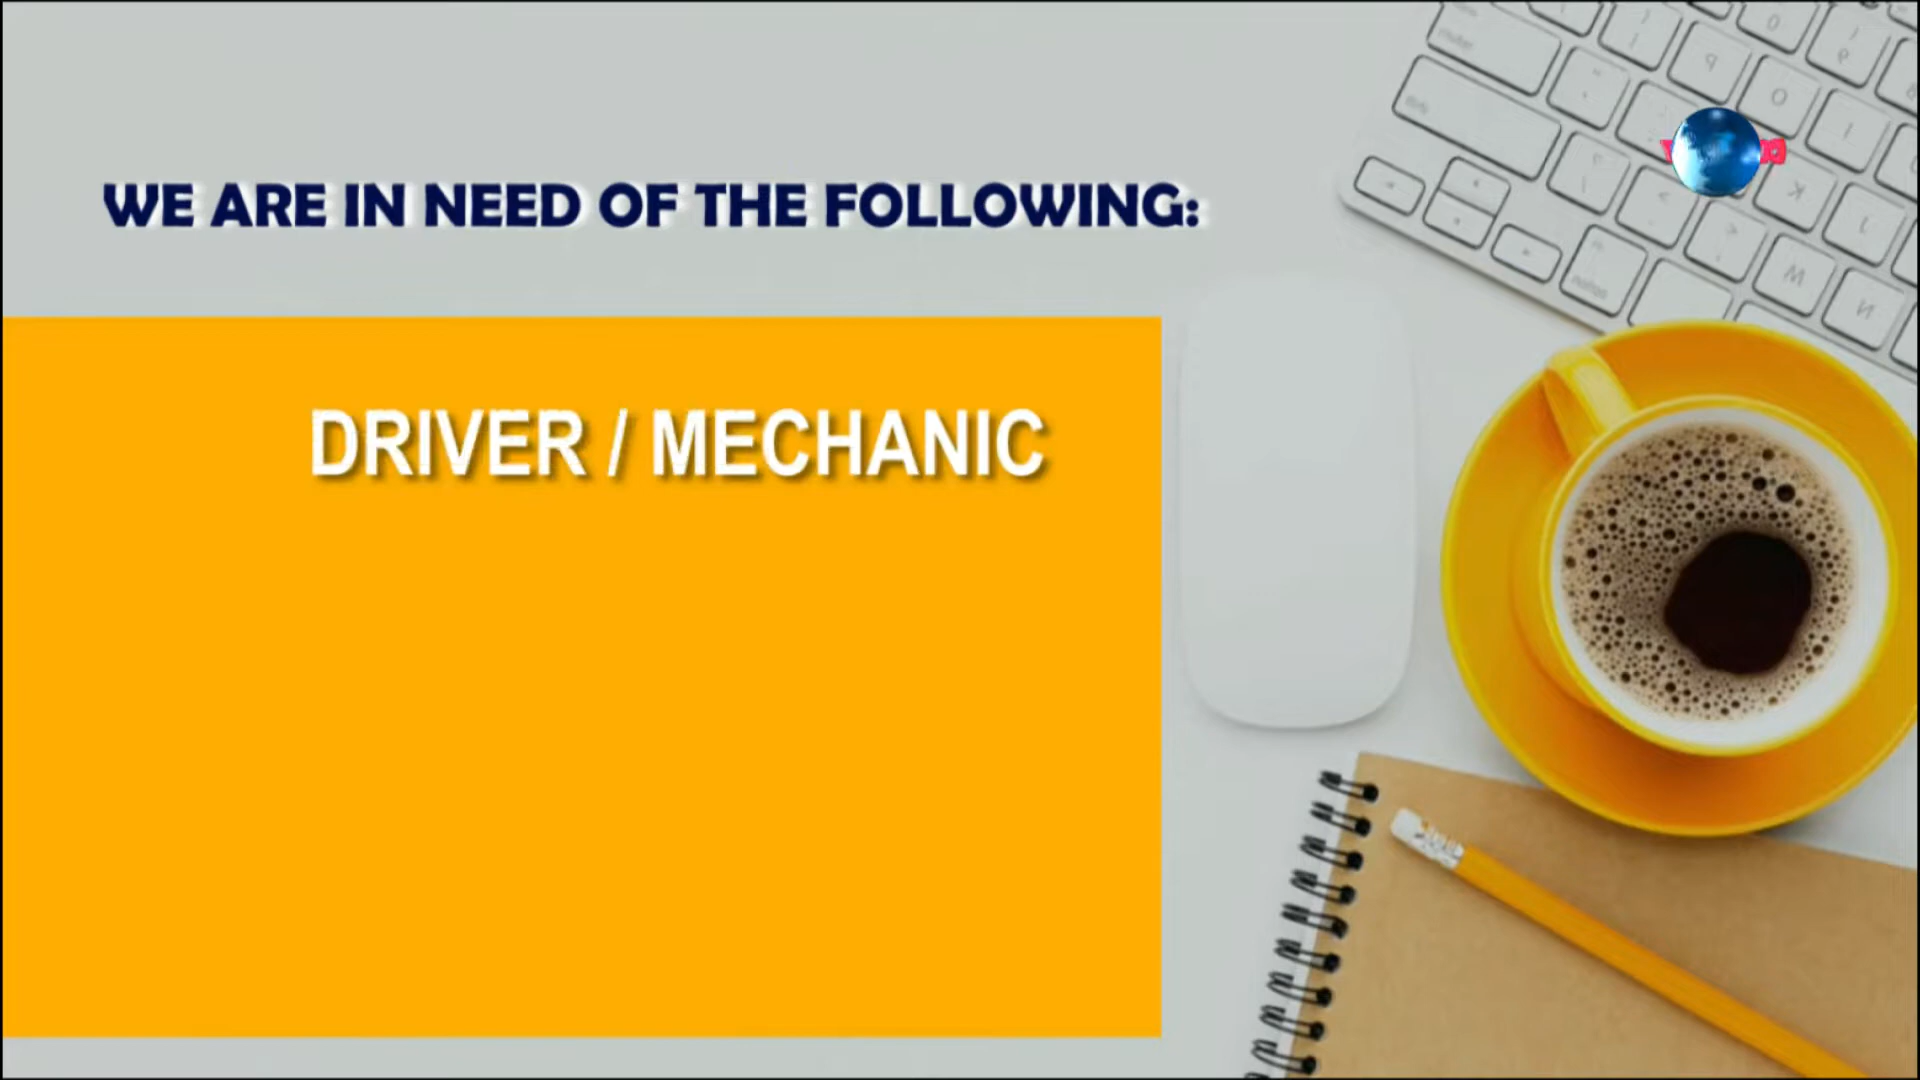 WE ARE IN NEED OF THE FOLLOWING:
DRIVER / MECHANIC